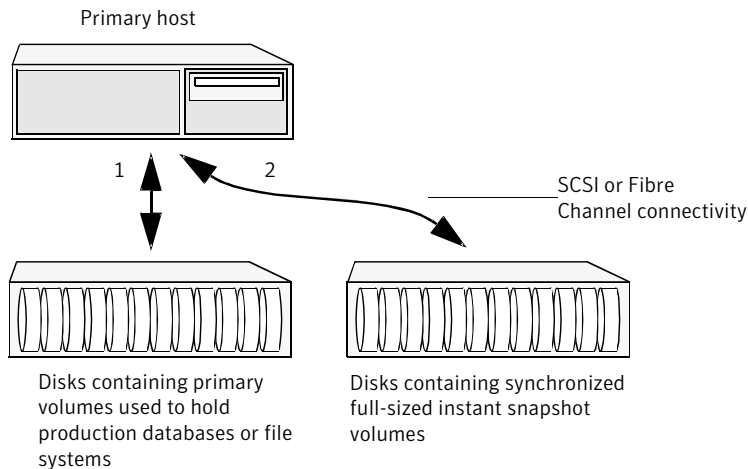 Primary host
1
2
SCSI or Fibre
Channel connectivity
Disks containing primary
volumes used to hold
production databases or file
systems
Disks containing synchronized
full-sized instant snapshot
volumes